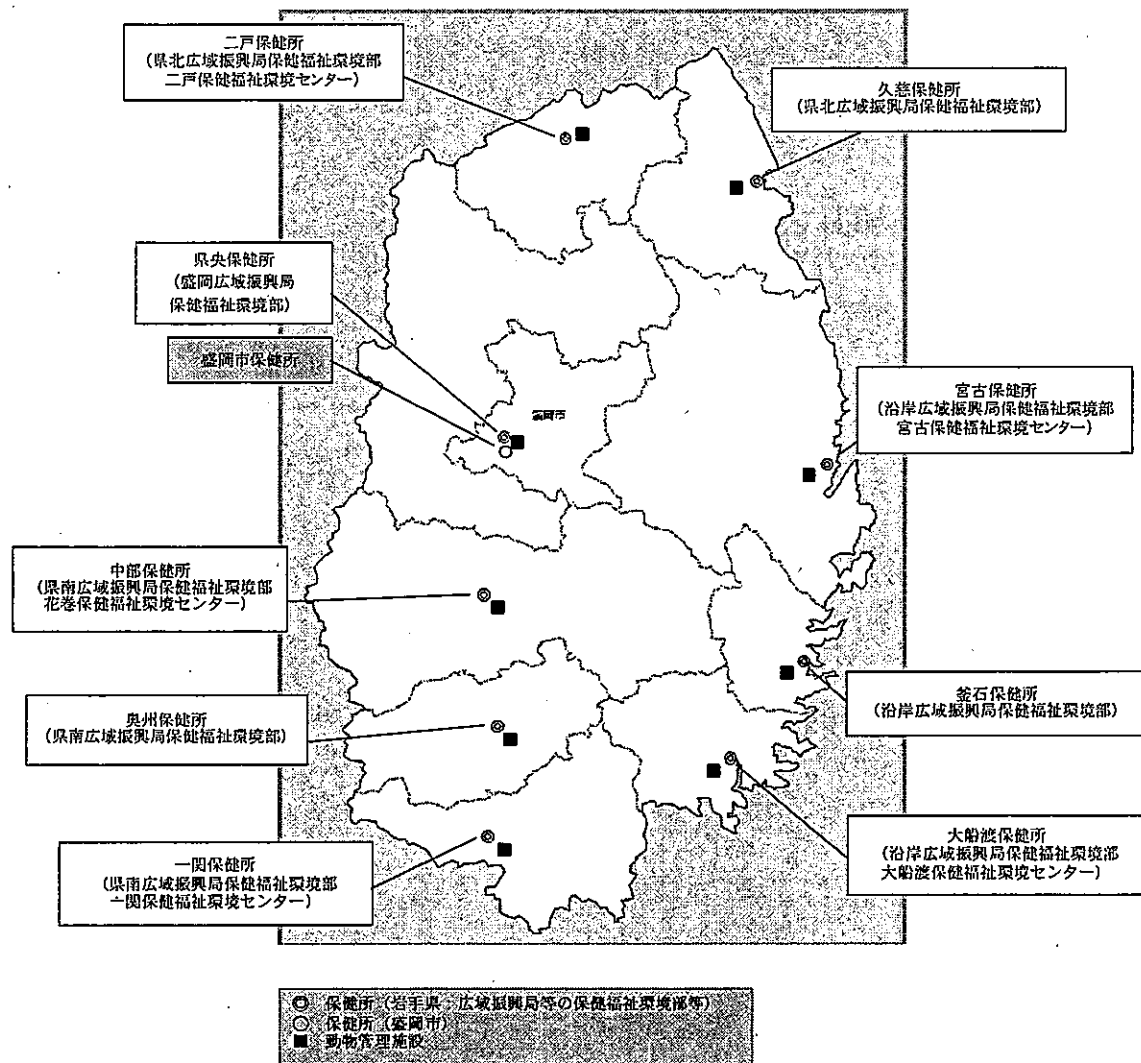 二戸保健所
(県北広域振興局保健福祉環境部
二戸保健福祉環境センター)
久慈保健所
(県北広域振興局保健福祉環境部)
県央保健所
(盛岡広域振興局
保健福祉環境部)
盛岡市保健所
盛岡市
宮古保健所
(沿岸広域振興局保健福祉環境部
宮古保健福祉環境センター)
中部保健所
(県南広域振興局保健福祉環境部
花巻保健福祉環境センター)
釜石保健所
(沿岸広域振興局保健福祉環境部)
奥州保健所
(県南広域振興局保健福祉環境部)
大船渡保健所
(沿岸広域振興局保健福祉環境部
大船渡保健福祉環境センター)
一関保健所
(県南広域振興局保健福祉環境部
一関保健福祉環境センター)
◎ 保健所(岩手県 広域振興局等の保健福祉環境部等)
○ 保健所(盛岡市)
■ 動物管理施設